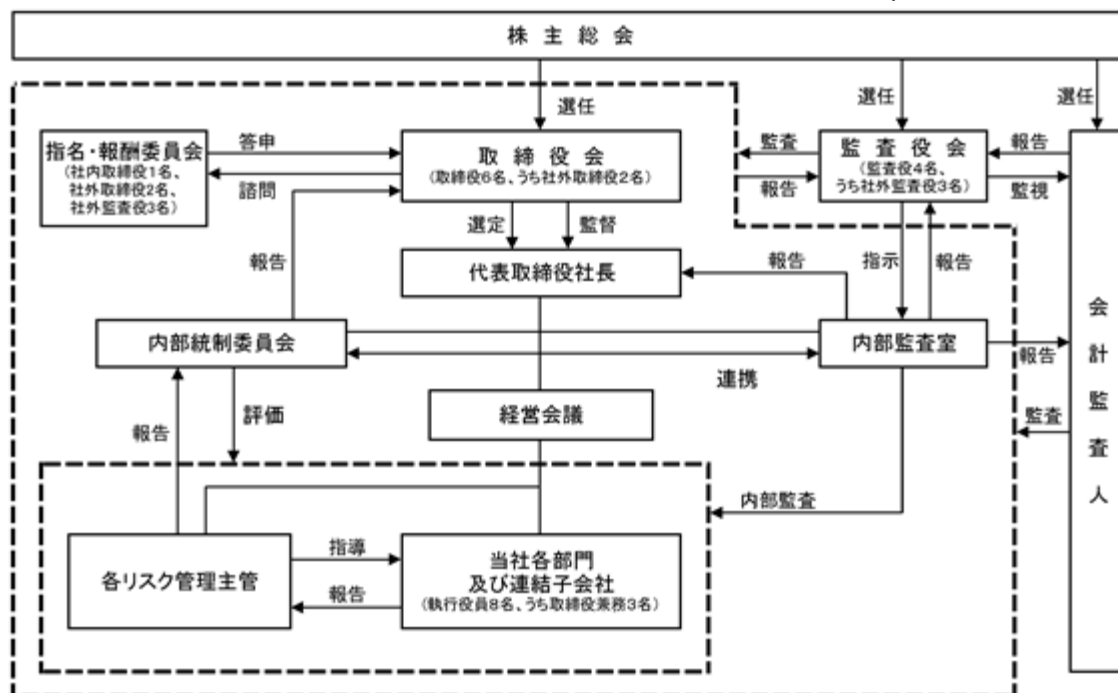 株主総会
選任
選任
選任
指名・報酬委員会
(社内取締役1名、
社外取締役2名、
社外監査役3名)
答申
諮問
取締役会
(取締役6名、うち社外取締役2名)
監査
報告
監査役会
(監査役4名、
うち社外監査役3名)
報告
監視
選定
監督
報告
代表取締役社長
報告
指示
報告
会計監査人
内部統制委員会
内部監査室
報告
連携
報告
評価
経営会議
監査
内部監査
各リスク管理主管
指導
報告
当社各部門
及び連結子会社
(執行役員8名、うち取締役兼務3名)